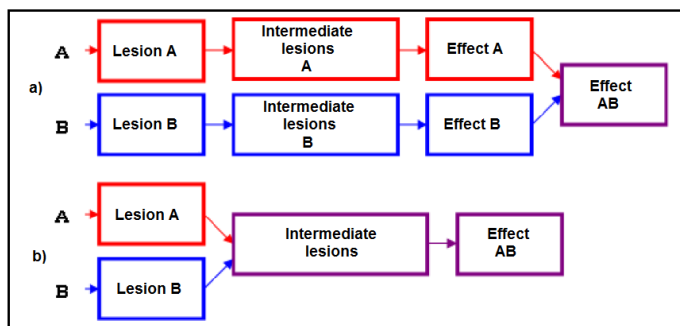 a)
A
Lesion A
Intermediate
lesions
A
Effect A
B
Lesion B
Intermediate
lesions
B
Effect B
Effect
AB
b)
A
Lesion A
B
Lesion B
Intermediate
lesions
Effect
AB